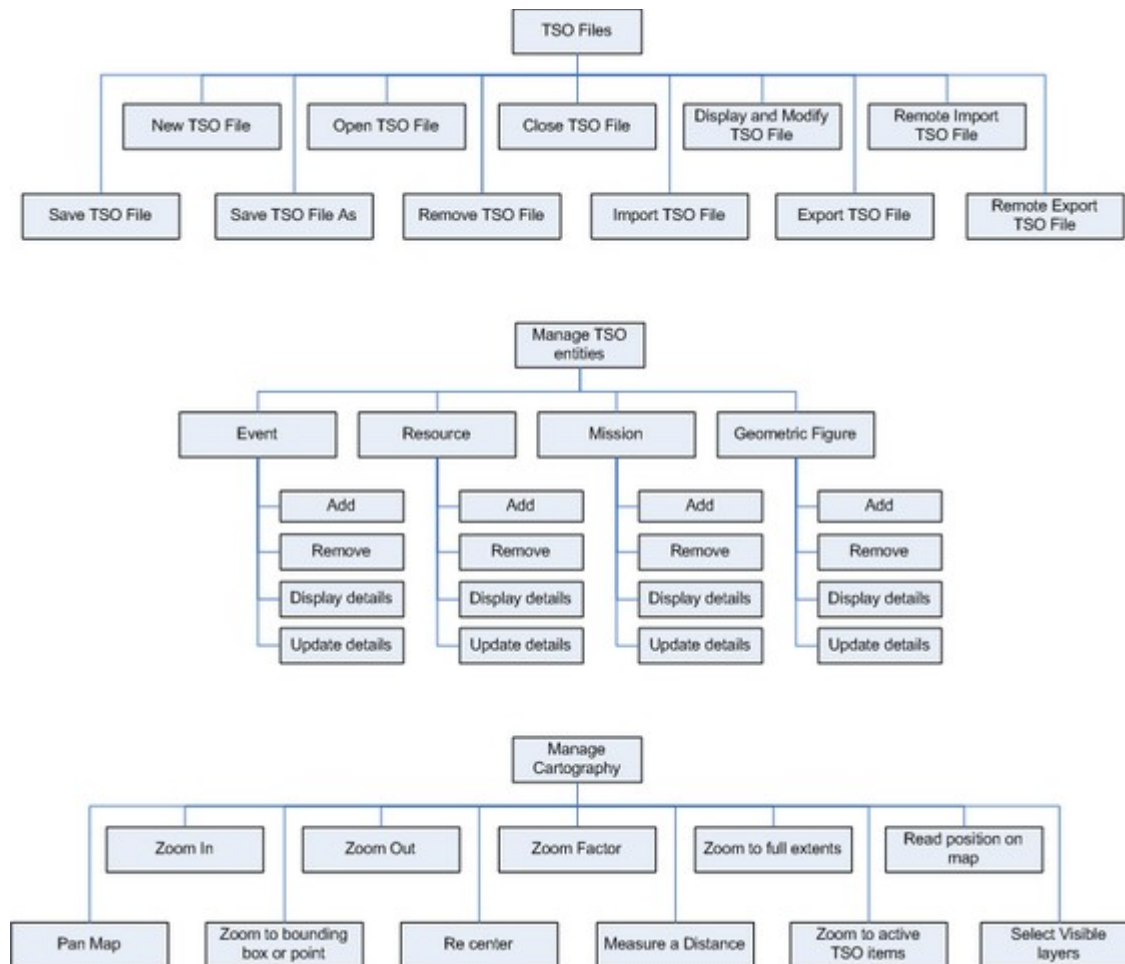 TSO Files
New TSO File
Open TSO File
Close TSO File
Display and Modify
TSO File
Remote Import
TSO File
Save TSO File
Save TSO File As
Remove TSO File
Import TSO File
Export TSO File
Remote Export
TSO File
Manage TSO
entities
Event
Resource
Mission
Geometric Figure
Add
Add
Add
Add
Remove
Remove
Remove
Remove
Display details
Display details
Display details
Display details
Update details
Update details
Update details
Update details
Manage
Cartography
Zoom In
Zoom Out
Zoom Factor
Zoom to full extents
Read position on
map
Pan Map
Zoom to bounding
box or point
Re center
Measure a Distance
Zoom to active
TSO items
Select Visible
layers